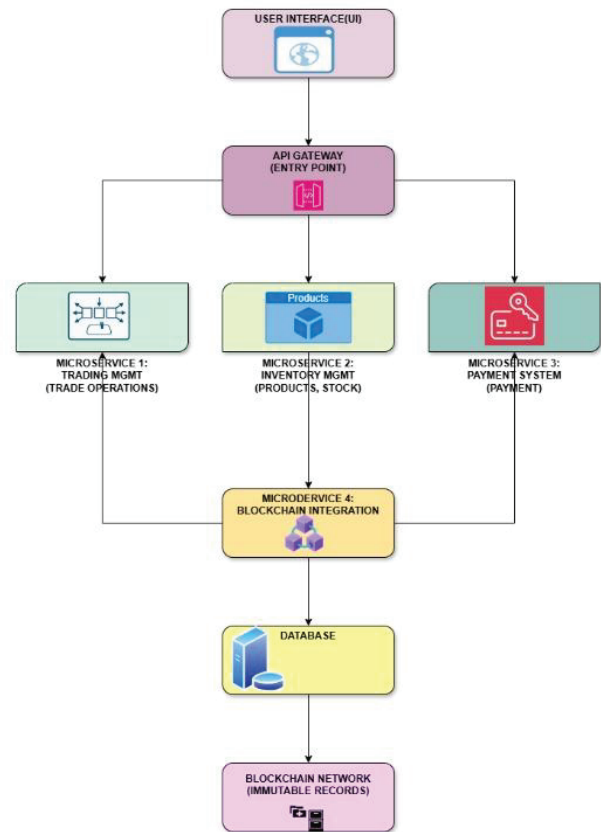 USER INTERFACE(UI)
API GATEWAY
(ENTRY POINT)
Products
MICROSERVICE 1:
TRADING MGMT
(TRADE OPERATIONS)
MICROSERVICE 2:
INVENTORY MGMT
(PRODUCTS, STOCK)
MICROSERVICE 3:
PAYMENT SYSTEM
(PAYMENT)
MICRODERVICE 4:
BLOCKCHAIN INTEGRATION
DATABASE
BLOCKCHAIN NETWORK
(IMMUTABLE RECORDS)